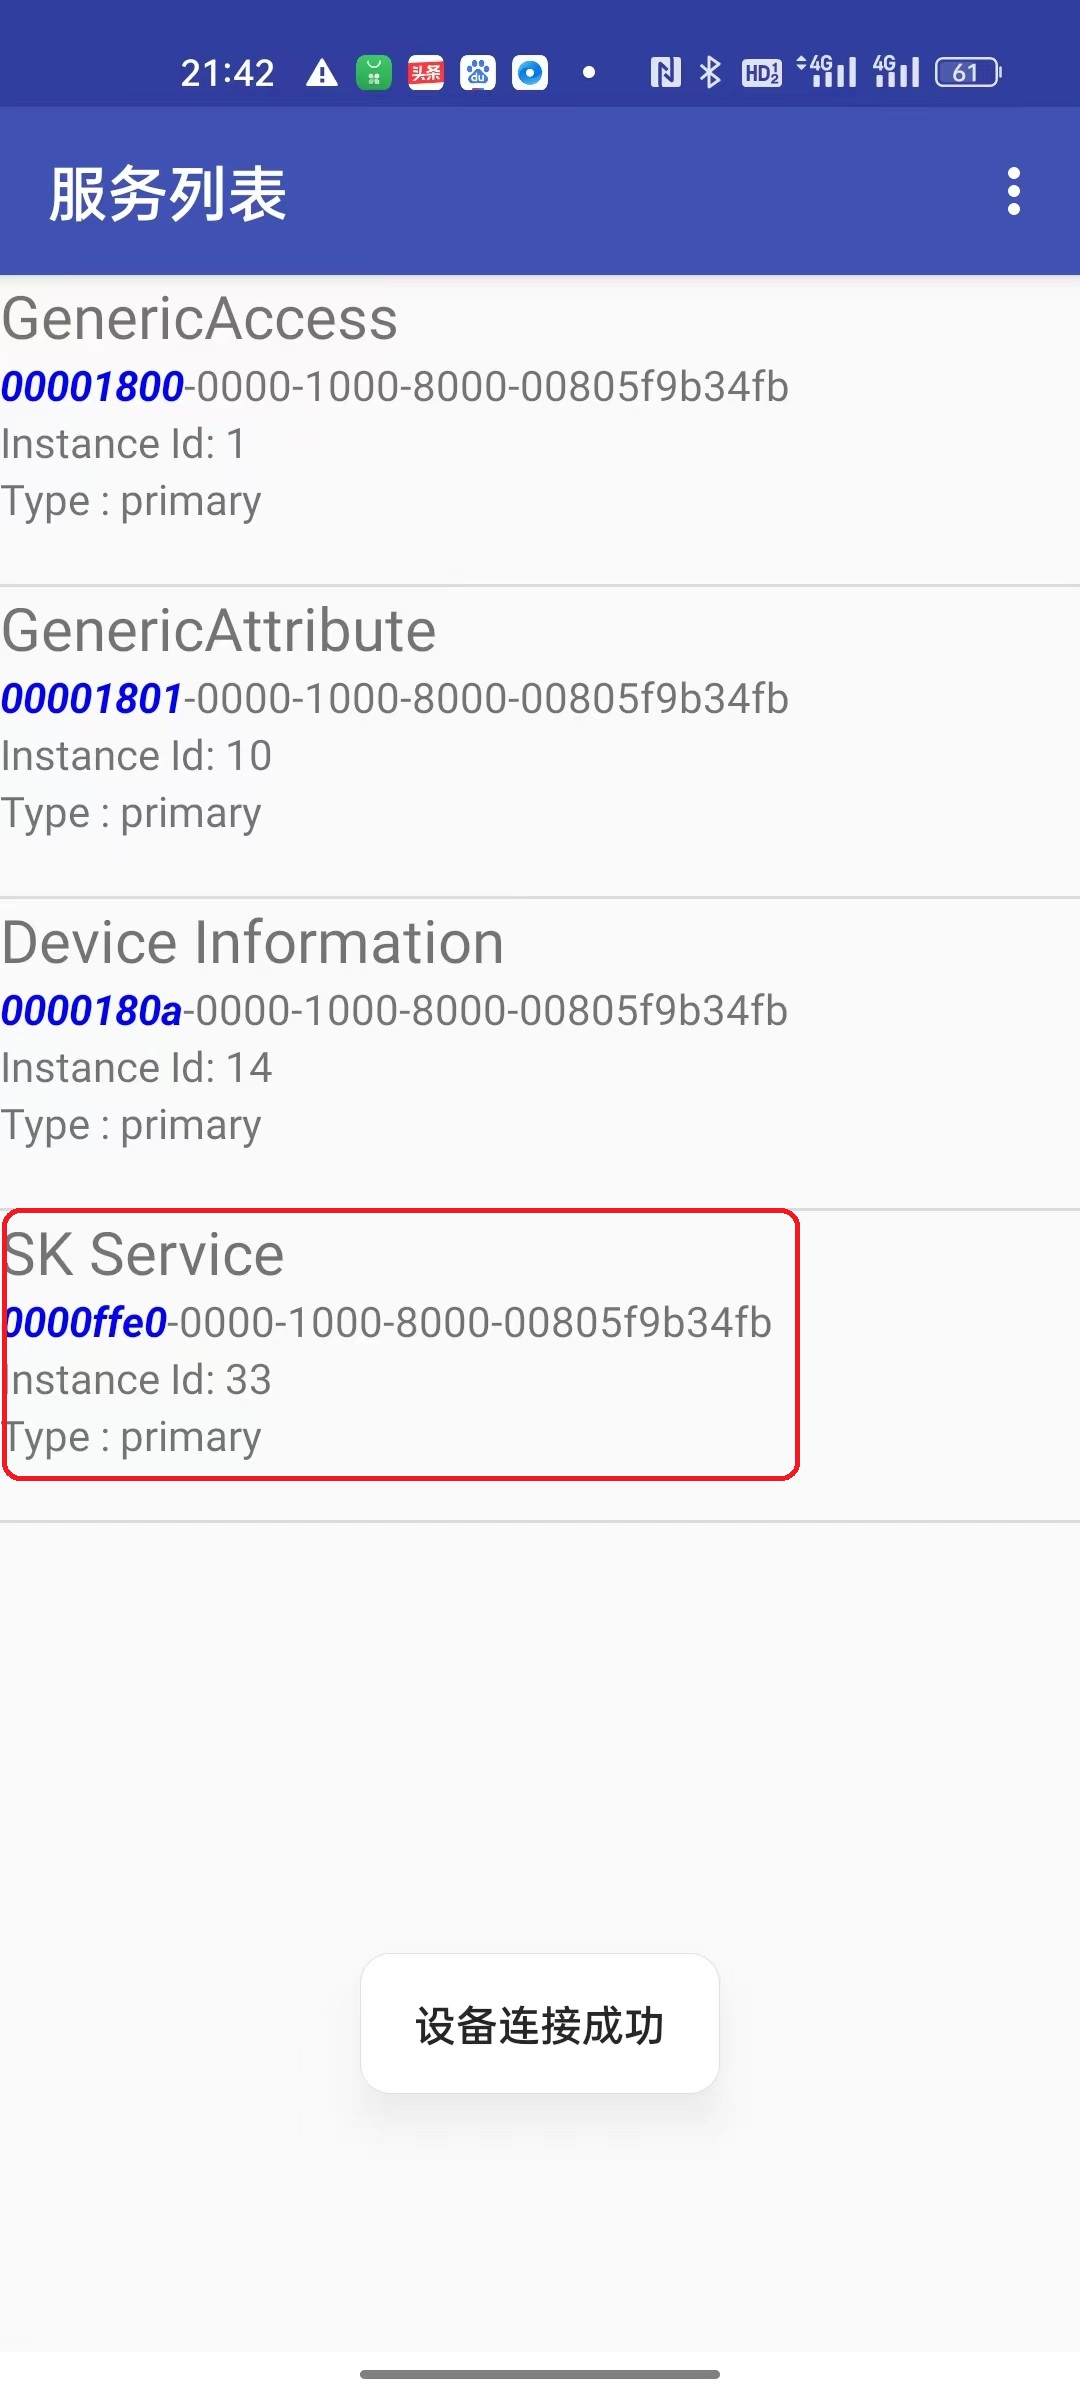 21:42 头条 du HD1 2 4G 4G 61
服务列表
GenericAccess
00001800-0000-1000-8000-00805f9b34fb
Instance Id: 1
Type : primary
GenericAttribute
00001801-0000-1000-8000-00805f9b34fb
Instance Id: 10
Type : primary
Device Information
0000180a-0000-1000-8000-00805f9b34fb
Instance Id: 14
Type : primary
SK Service
0000ffe0-0000-1000-8000-00805f9b34fb
Instance Id: 33
Type : primary
设备连接成功